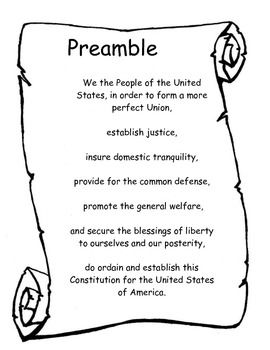 Preamble
We the People of the United
States, in order to form a more
perfect Union,
establish justice,
insure domestic tranquility,
provide for the common defense,
promote the general welfare,
and secure the blessings of liberty
to ourselves and our posterity,
do ordain and establish this
Constitution for the United States
of America.